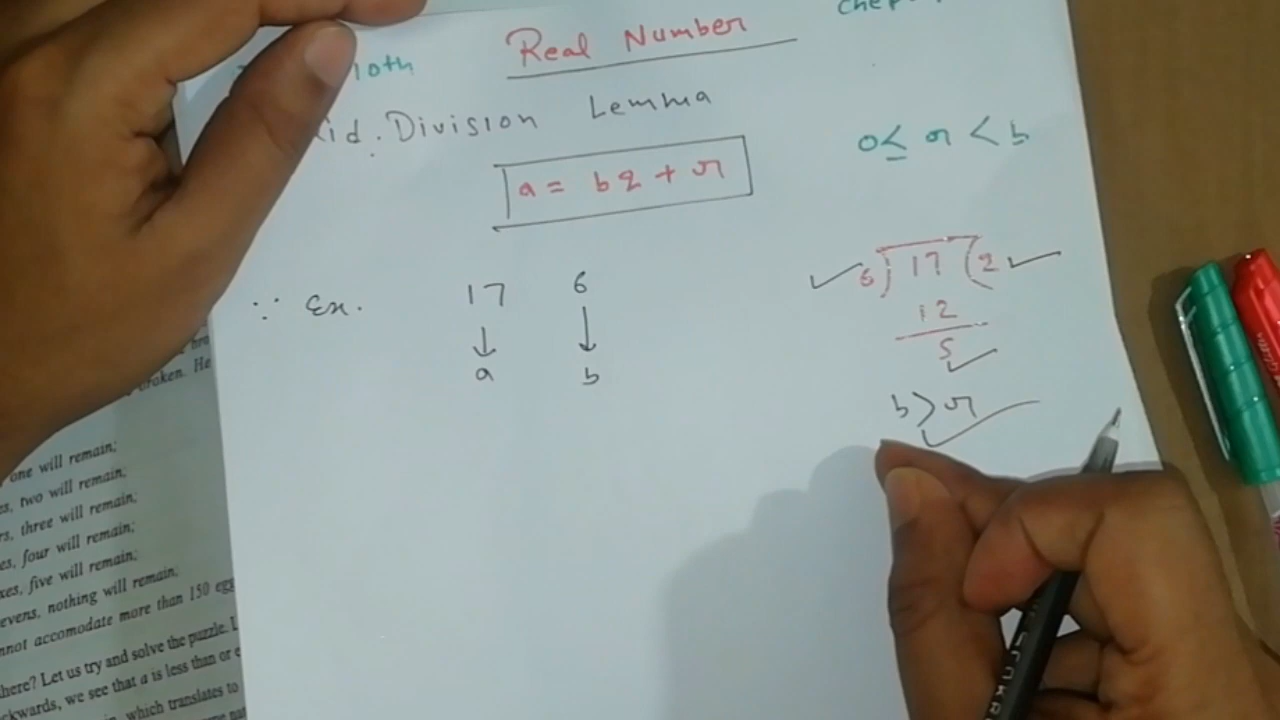 10th Real Number
Division Lemma
0 ≤ r < b
a = bq + r
∵ Ex. 17 6
↓ ↓
a b
6) 17 (2
12
5
b > r
one will remain;
two will remain,
three will remain;
four will remain;
five will remain;
nothing will remain;
accomodate more than 150
Let us try and solve the puzzle.
we see that a is less than or
which translates to